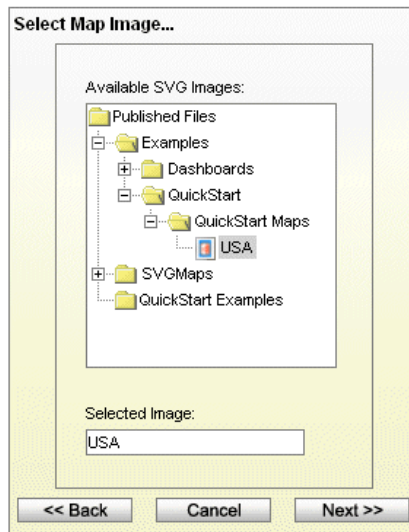 Select Map Image...
Available SVG Images:
Published Files
Examples
Dashboards
QuickStart
QuickStart Maps
USA
SVGMaps
QuickStart Examples
Selected Image:
USA
<< Back Cancel Next >>